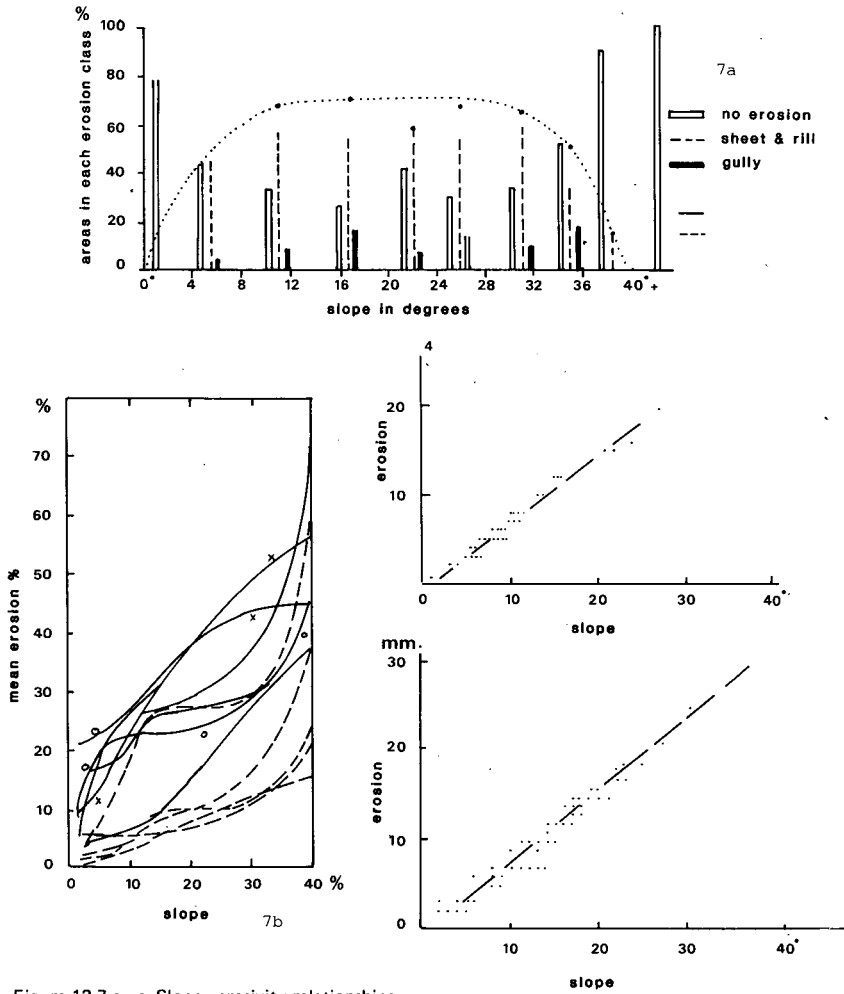 %
100
80
60
40
20
0
areas in each erosion class
7a
no erosion
sheet & rill
gully
0° 4 8 12 16 20 24 28 32 36 40°+
slope in degrees
%
70
60
50
40
30
20
10
0
mean erosion %
0 10 20 30 40 %
slope
7b
4
20
10
erosion
0 10 20 30 40°
slope
mm.
30
20
10
0
erosion
10 20 30 40°
slope